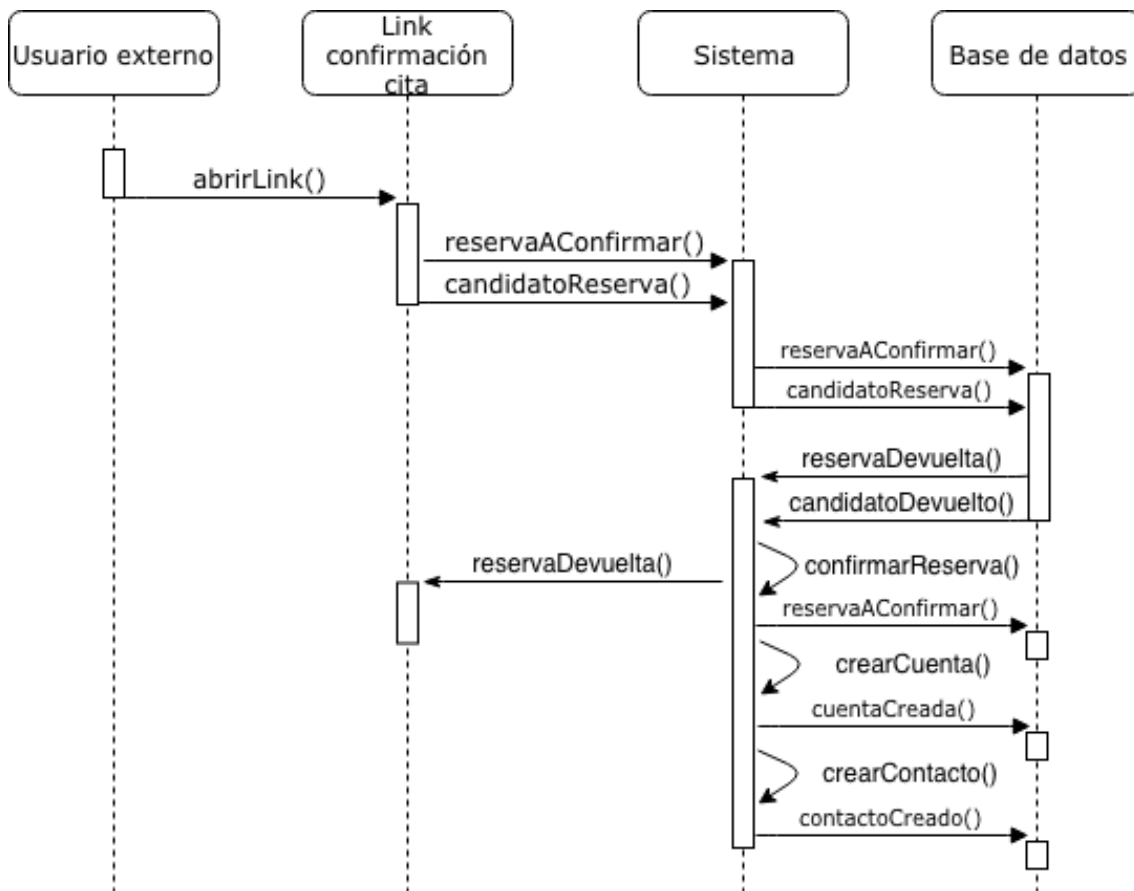 Usuario externo
Link
confirmación
cita
Sistema
Base de datos
abrirLink()
reservaAConfirmar()
candidatoReserva()
reservaAConfirmar()
candidatoReserva()
reservaDevuelta()
candidatoDevuelto()
reservaDevuelta()
confirmarReserva()
reservaAConfirmar()
crearCuenta()
cuentaCreada()
crearContacto()
contactoCreado()